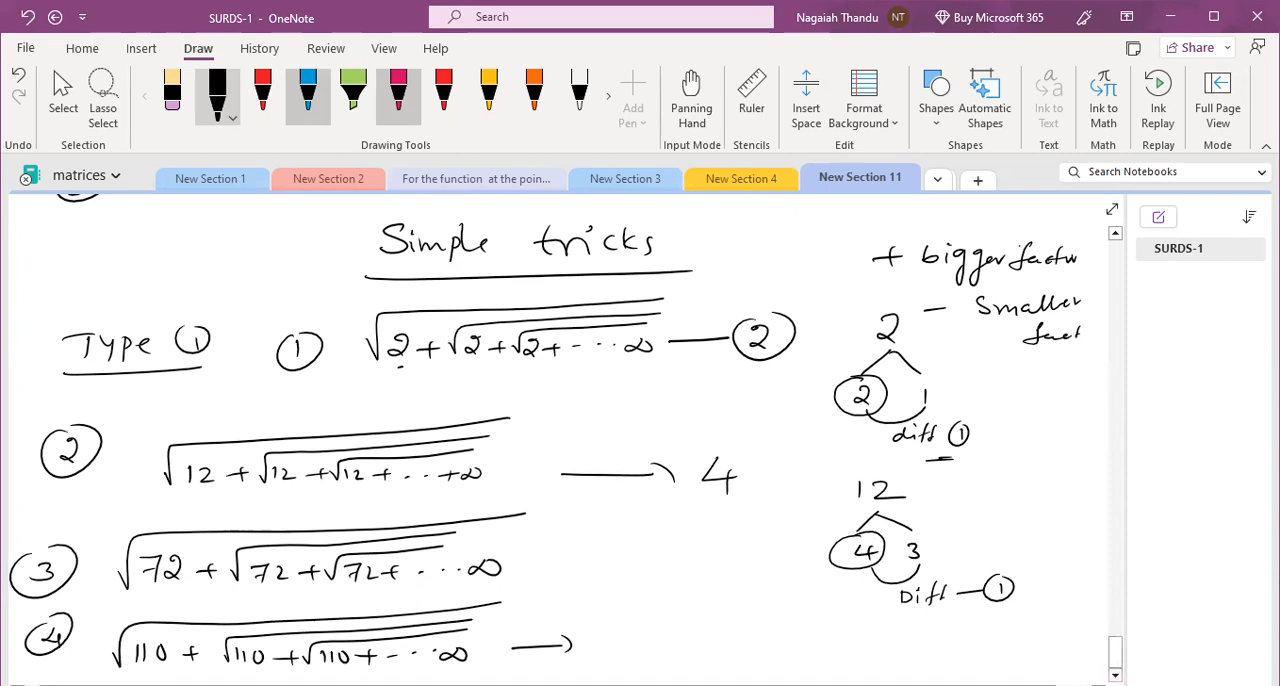 SURDS-1 - OneNote
Search
Nagaiah Thandu NT
Buy Microsoft 365
File Home Insert Draw History Review View Help
Share
Undo
Select
Lasso Select
Add Pen
Panning Hand
Ruler
Insert Space
Format Background
Shapes
Automatic Shapes
Ink to Text
Ink to Math
Ink Replay
Full Page View
Undo Selection Drawing Tools Input Mode Stencils Edit Shapes Text Math Replay Mode
matrices New Section 1 New Section 2 For the function at the poin... New Section 3 New Section 4 New Section 11 +
Search Notebooks
SURDS-1
Simple tricks
+ bigger factor
- Smaller fact
Type ① ① √2+√2+√2+ - ... ∞ — ②
2
2 1
diff ①
② √12+√12+√12+ ... +∞ → 4
12
4 3
Diff — ①
③ √72+√72+√72+ . ... ∞
④ √110+ √110+√110+ - ... ∞ →